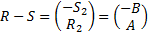 R − S = (−S₂ R₂) = (−B A)